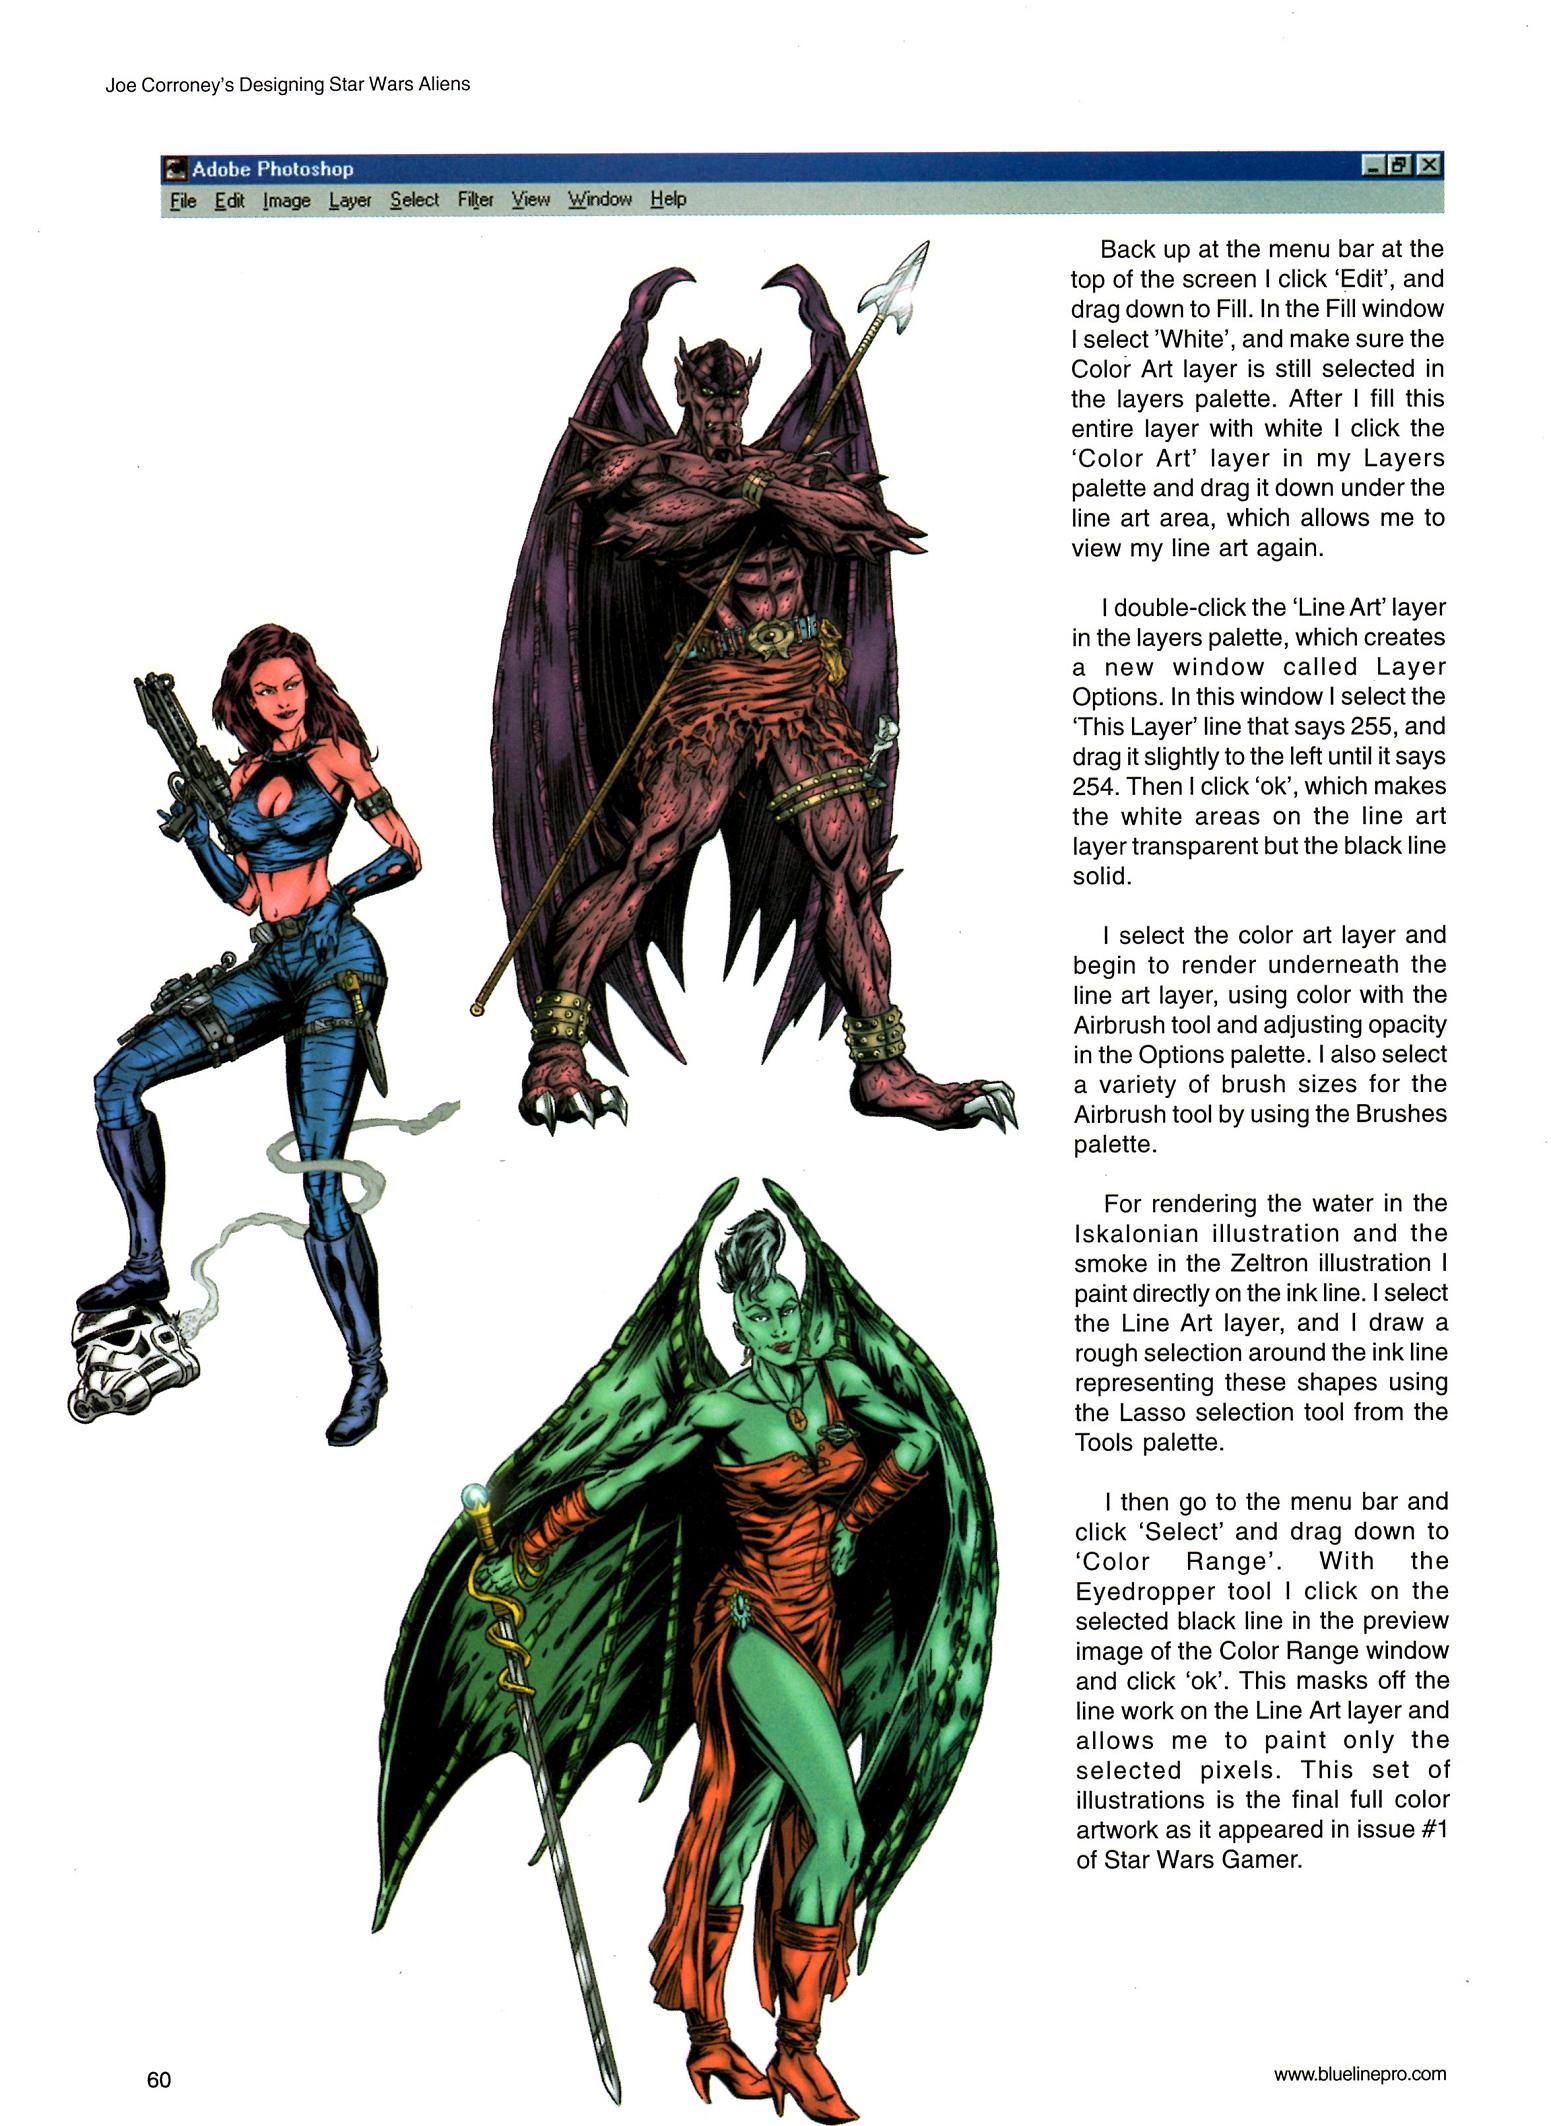 Joe Corroney's Designing Star Wars Aliens
Adobe Photoshop
File Edit Image Layer Select Filter View Window Help
Back up at the menu bar at the
top of the screen I click ‘Edit’, and
drag down to Fill. In the Fill window
I select ’White’, and make sure the
Color Art layer is still selected in
the layers palette. After I fill this
entire layer with white I click the
‘Color Art’ layer in my Layers
palette and drag it down under the
line art area, which allows me to
view my line art again.
I double-click the ‘Line Art’ layer
in the layers palette, which creates
a new window called Layer
Options. In this window I select the
‘This Layer’ line that says 255, and
drag it slightly to the left until it says
254. Then I click ‘ok’, which makes
the white areas on the line art
layer transparent but the black line
solid.
I select the color art layer and
begin to render underneath the
line art layer, using color with the
Airbrush tool and adjusting opacity
in the Options palette. I also select
a variety of brush sizes for the
Airbrush tool by using the Brushes
palette.
For rendering the water in the
Iskalonian illustration and the
smoke in the Zeltron illustration I
paint directly on the ink line. I select
the Line Art layer, and I draw a
rough selection around the ink line
representing these shapes using
the Lasso selection tool from the
Tools palette.
I then go to the menu bar and
click ‘Select’ and drag down to
‘Color Range’. With the
Eyedropper tool I click on the
selected black line in the preview
image of the Color Range window
and click ‘ok’. This masks off the
line work on the Line Art layer and
allows me to paint only the
selected pixels. This set of
illustrations is the final full color
artwork as it appeared in issue #1
of Star Wars Gamer.
60
www.bluelinepro.com